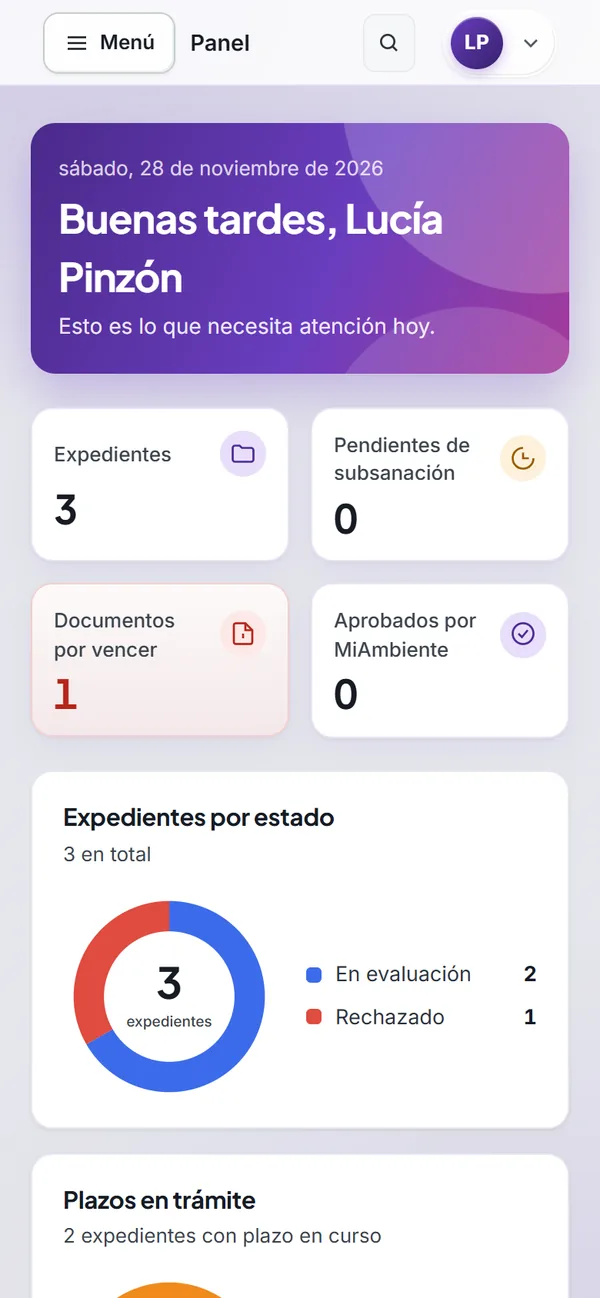 Menú
Panel
LP
sábado, 28 de noviembre de 2026
Buenas tardes, Lucía
Pinzón
Esto es lo que necesita atención hoy.
Expedientes
3
Pendientes de
subsanación
0
Documentos
por vencer
1
Aprobados por
MiAmbiente
0
Expedientes por estado
3 en total
3
expedientes
En evaluación 2
Rechazado 1
Plazos en trámite
2 expedientes con plazo en curso